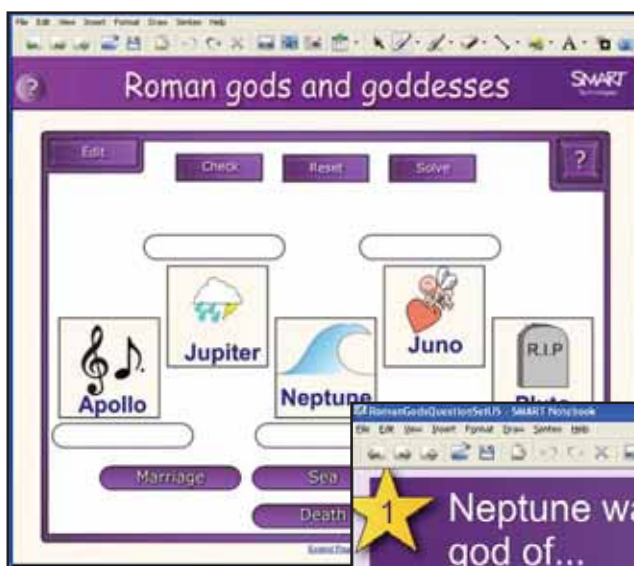 File Edit View Insert Format Draw Senteo Help
Roman gods and goddesses
SMART
Technologies
?
Edit
Check
Reset
Solve
?
Jupiter
Juno
R.I.P
Apollo
Neptune
Marriage
Sea
Death
RomanGodsQuestionSetUS - SMART Notebook
File Edit View Insert Format Draw Senteo Help
1
Neptune wa
god of...